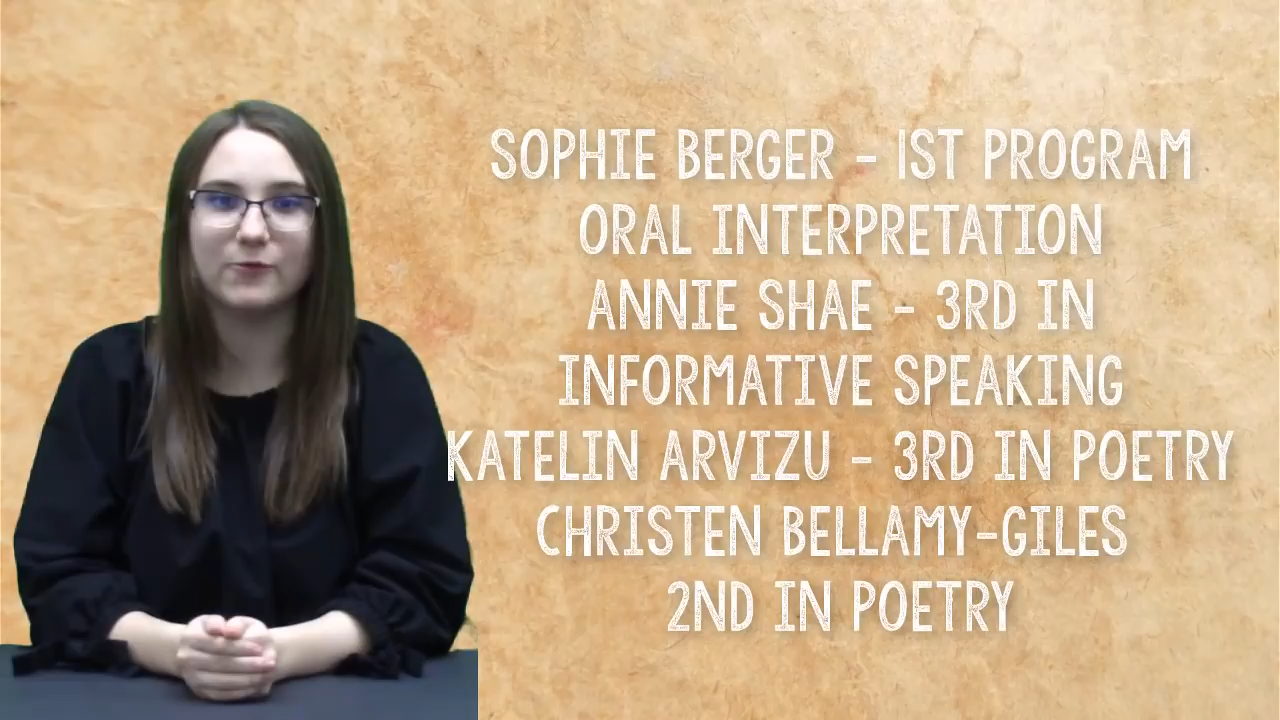 SOPHIE BERGER - 1ST PROGRAM
ORAL INTERPRETATION
ANNIE SHAE - 3RD IN
INFORMATIVE SPEAKING
KATELIN ARVIZU - 3RD IN POETRY
CHRISTEN BELLAMY-GILES
2ND IN POETRY